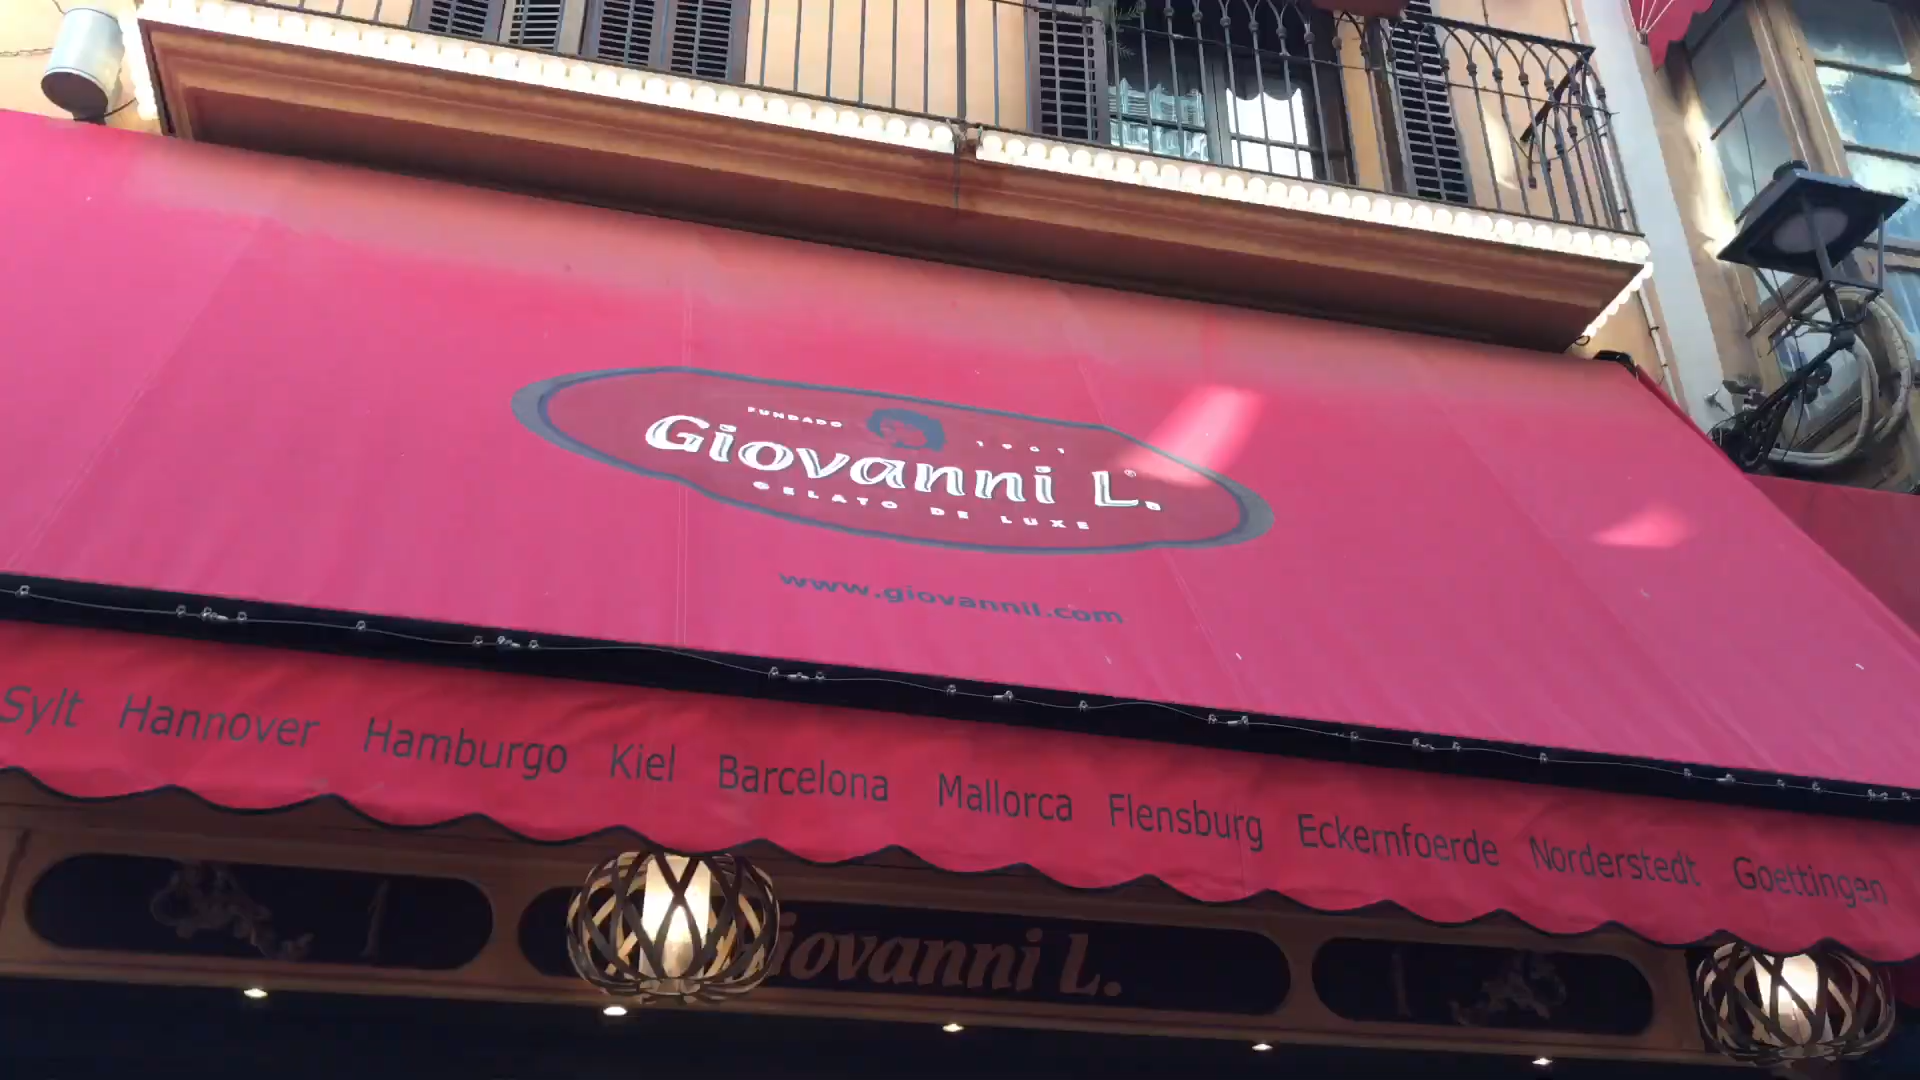 FUNDADO 1901
Giovanni L.®
GELATO DE LUXE
www.giovannil.com
Sylt Hannover Hamburgo Kiel Barcelona Mallorca Flensburg Eckernfoerde Norderstedt Goettingen
Giovanni L.